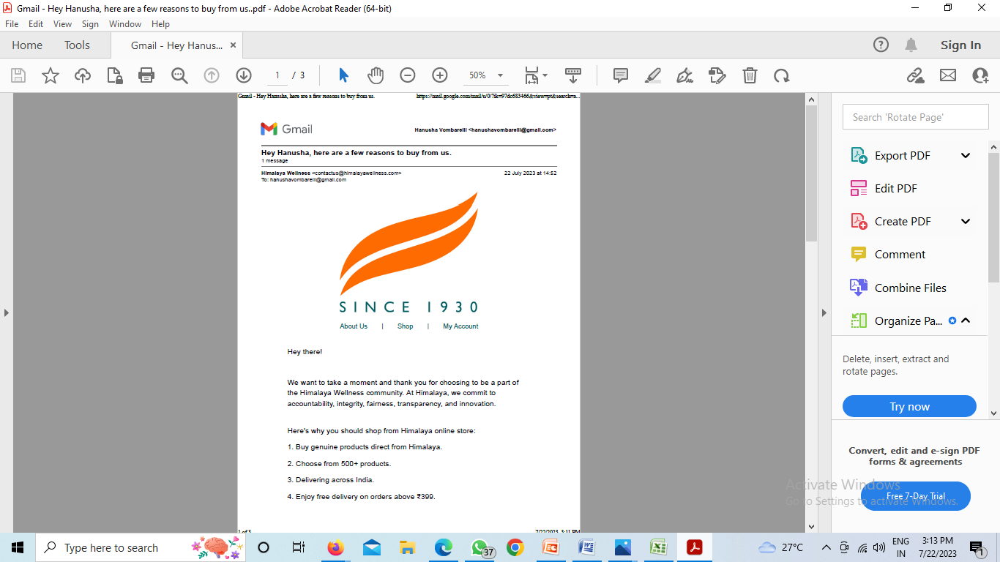 Gmail - Hey Hanusha, here are a few reasons to buy from us..pdf - Adobe Acrobat Reader (64-bit)
File Edit View Sign Window Help
Home Tools Gmail - Hey Hanus... × Sign In
1 / 3 50%
Gmail - Hey Hanusha, here are a few reasons to buy from us. https://mail.google.com/mail/u/0/?ik=97dc683466&view=pt&search=a...
Gmail Hanusha Vombarelli <hanushavombarelli@gmail.com>
Hey Hanusha, here are a few reasons to buy from us.
1 message
Himalaya Wellness <contactus@himalayawellness.com> 22 July 2023 at 14:52
To: hanushavombarelli@gmail.com
SINCE 1930
About Us | Shop | My Account
Hey there!
We want to take a moment and thank you for choosing to be a part of
the Himalaya Wellness community. At Himalaya, we commit to
accountability, integrity, fairness, transparency, and innovation.
Here's why you should shop from Himalaya online store:
1. Buy genuine products direct from Himalaya.
2. Choose from 500+ products.
3. Delivering across India.
4. Enjoy free delivery on orders above ₹399.
1 of 3 7/22/2023, 3:11 PM
Search 'Rotate Page'
Export PDF
Edit PDF
Create PDF
Comment
Combine Files
Organize Pa...
Delete, insert, extract and
rotate pages.
Try now
Convert, edit and e-sign PDF
forms & agreements
Activate Windows
Go to Settings to activate Windows.
Free 7-Day Trial
Type here to search
37
27°C
ENG
IN
3:13 PM
7/22/2023
1